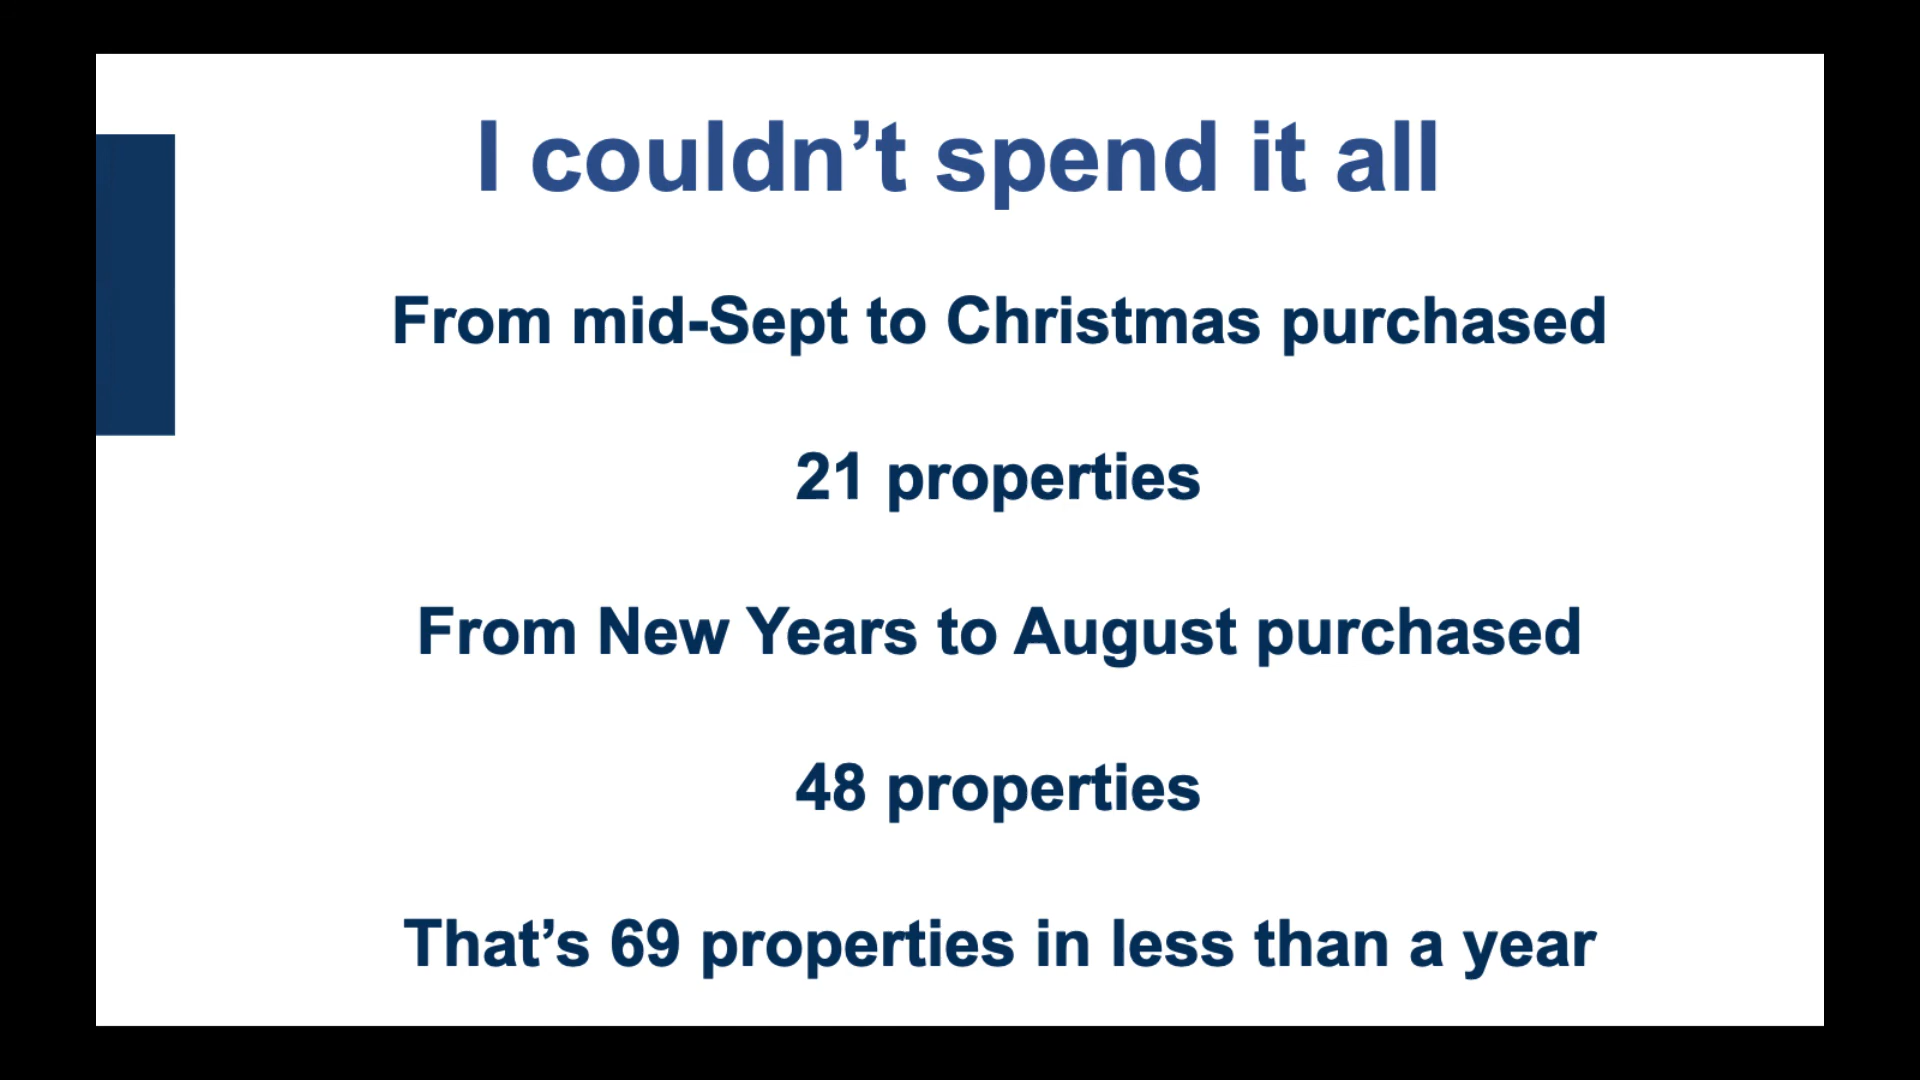 I couldn’t spend it all
From mid-Sept to Christmas purchased
21 properties
From New Years to August purchased
48 properties
That’s 69 properties in less than a year